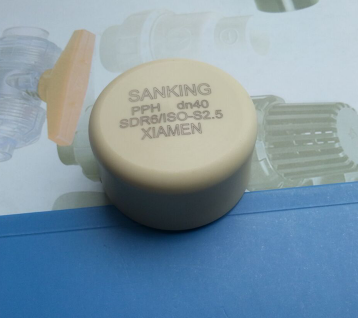 SANKING
PPH dn40
SDR6/ISO-S2.5
XIAMEN